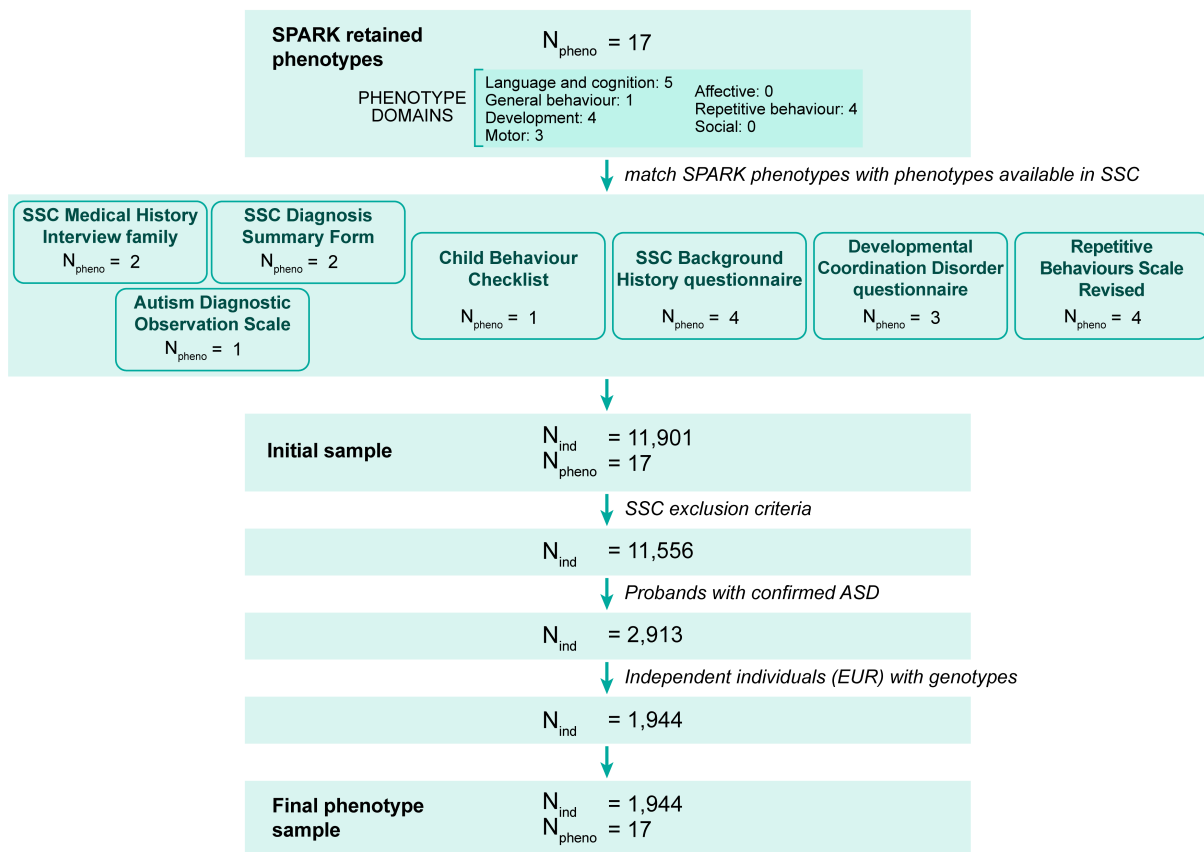 SPARK retained
phenotypes
Npheno = 17
PHENOTYPE
DOMAINS
Language and cognition: 5
General behaviour: 1
Development: 4
Motor: 3
Affective: 0
Repetitive behaviour: 4
Social: 0
match SPARK phenotypes with phenotypes available in SSC
SSC Medical History
Interview family
Npheno = 2
SSC Diagnosis
Summary Form
Npheno = 2
Autism Diagnostic
Observation Scale
Npheno = 1
Child Behaviour
Checklist
Npheno = 1
SSC Background
History questionnaire
Npheno = 4
Developmental
Coordination Disorder
questionnaire
Npheno = 3
Repetitive
Behaviours Scale
Revised
Npheno = 4
Initial sample
Nind = 11,901
Npheno = 17
SSC exclusion criteria
Nind = 11,556
Probands with confirmed ASD
Nind = 2,913
Independent individuals (EUR) with genotypes
Nind = 1,944
Final phenotype
sample
Nind = 1,944
Npheno = 17